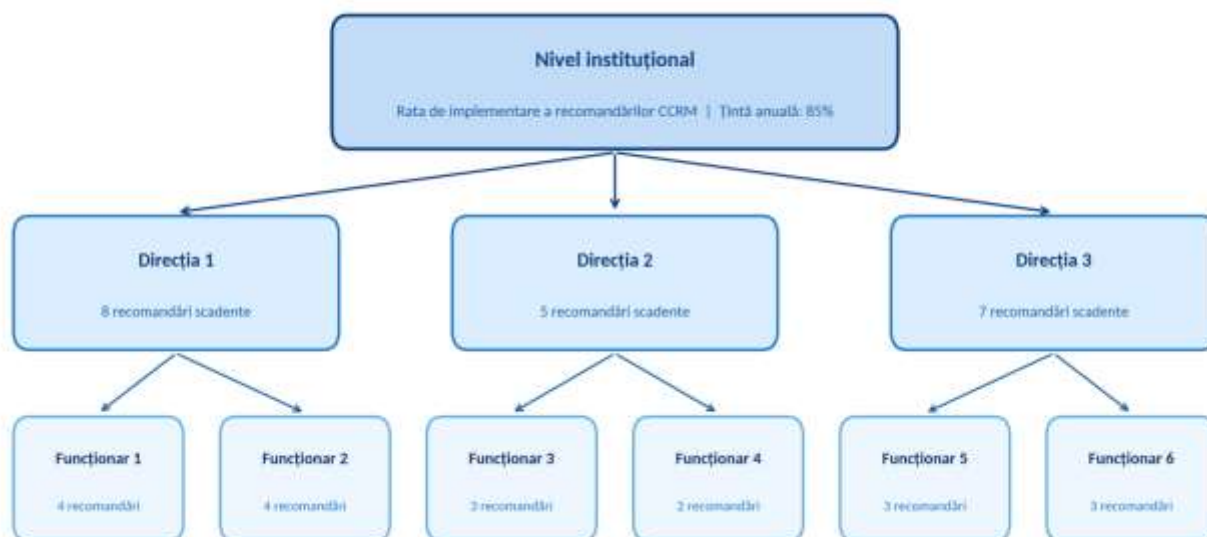 Nivel instituțional
Rata de implementare a recomandărilor CCRM | Țintă anuală: 85%
Direcția 1
8 recomandări scadente
Direcția 2
5 recomandări scadente
Direcția 3
7 recomandări scadente
Funcționar 1
4 recomandări
Funcționar 2
4 recomandări
Funcționar 3
3 recomandări
Funcționar 4
2 recomandări
Funcționar 5
3 recomandări
Funcționar 6
3 recomandări